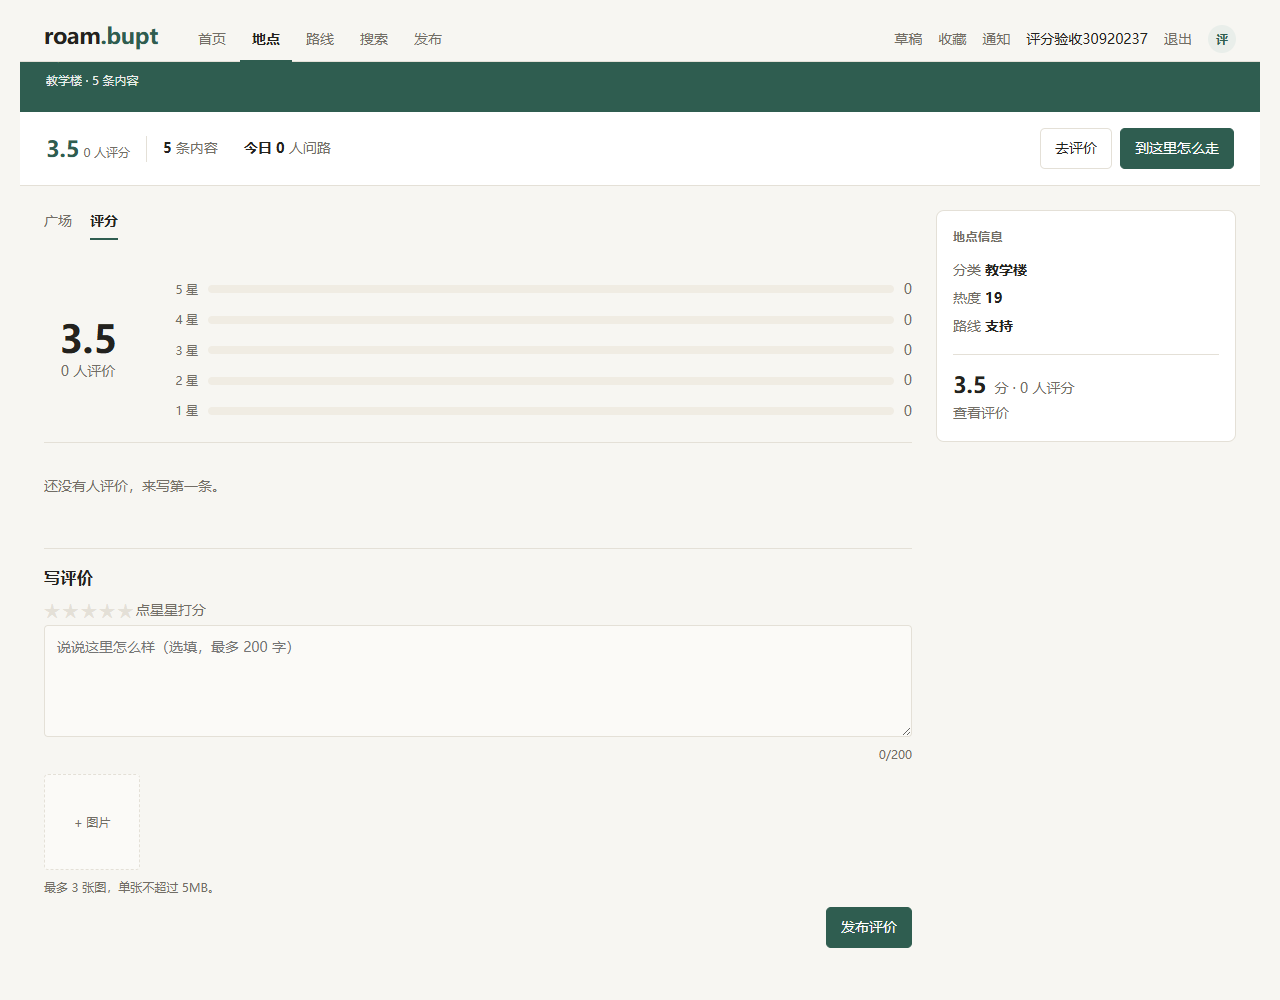 roam.bupt 首页 地点 路线 搜索 发布 草稿 收藏 通知 评分验收30920237 退出 评
教学楼 · 5 条内容
3.5 0 人评分 5 条内容 今日 0 人问路 去评价 到这里怎么走
广场 评分
5 星 0
4 星 0
3 星 0
2 星 0
1 星 0
3.5
0 人评价
还没有人评价，来写第一条。
写评价
★★★★★点星星打分
说说这里怎么样（选填，最多 200 字）
0/200
+ 图片
最多 3 张图，单张不超过 5MB。
发布评价
地点信息
分类 教学楼
热度 19
路线 支持
3.5 分 · 0 人评分
查看评价